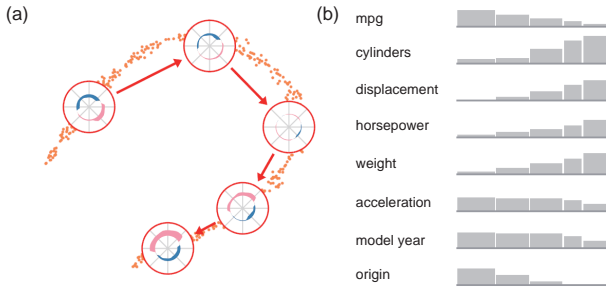 (a)
(b)
mpg
cylinders
displacement
horsepower
weight
acceleration
model year
origin